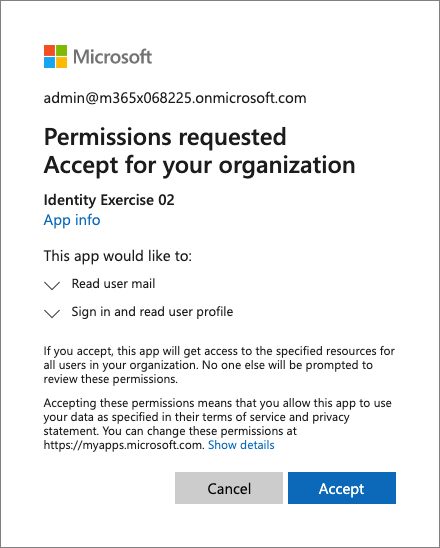 Microsoft
admin@m365x068225.onmicrosoft.com
Permissions requested
Accept for your organization
Identity Exercise 02
App info
This app would like to:
Read user mail
Sign in and read user profile
If you accept, this app will get access to the specified resources for
all users in your organization. No one else will be prompted to
review these permissions.
Accepting these permissions means that you allow this app to use
your data as specified in their terms of service and privacy
statement. You can change these permissions at
https://myapps.microsoft.com. Show details
Cancel Accept